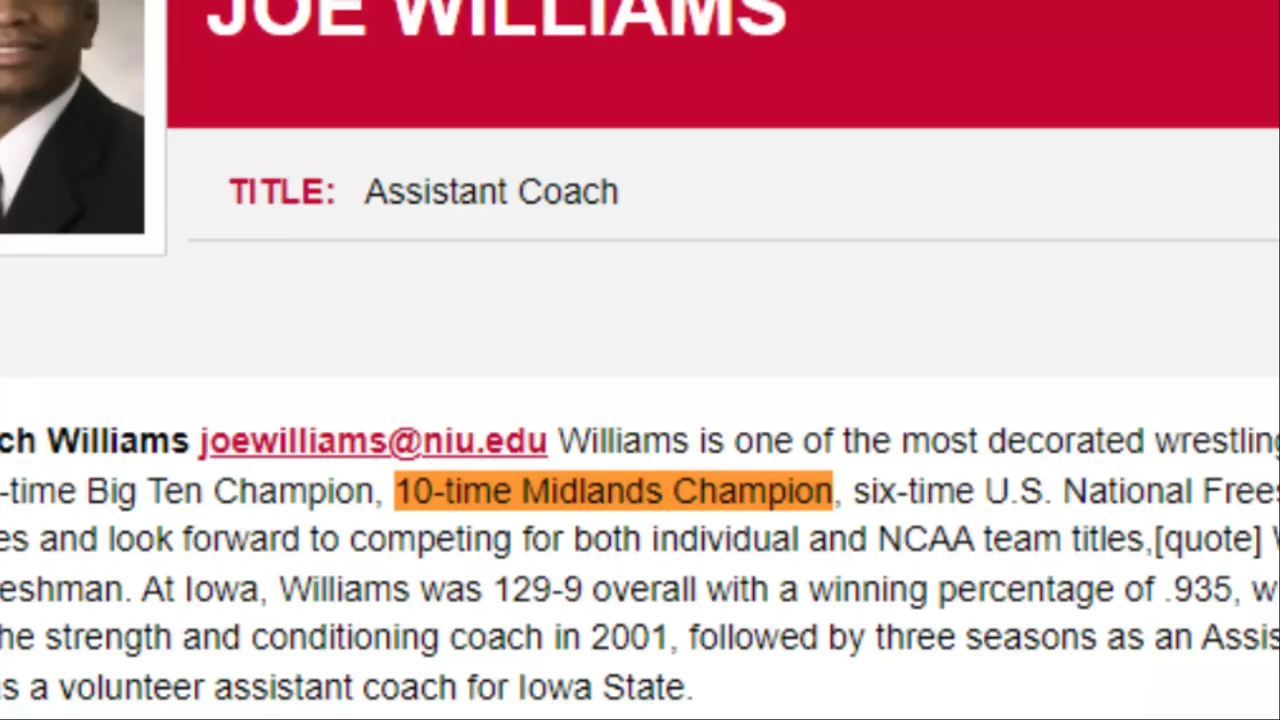 JOE WILLIAMS
TITLE: Assistant Coach
ch Williams joewilliams@niu.edu Williams is one of the most decorated wrestling
-time Big Ten Champion, 10-time Midlands Champion, six-time U.S. National Frees
es and look forward to competing for both individual and NCAA team titles,[quote] W
eshman. At Iowa, Williams was 129-9 overall with a winning percentage of .935, w
he strength and conditioning coach in 2001, followed by three seasons as an Assis
as a volunteer assistant coach for Iowa State.